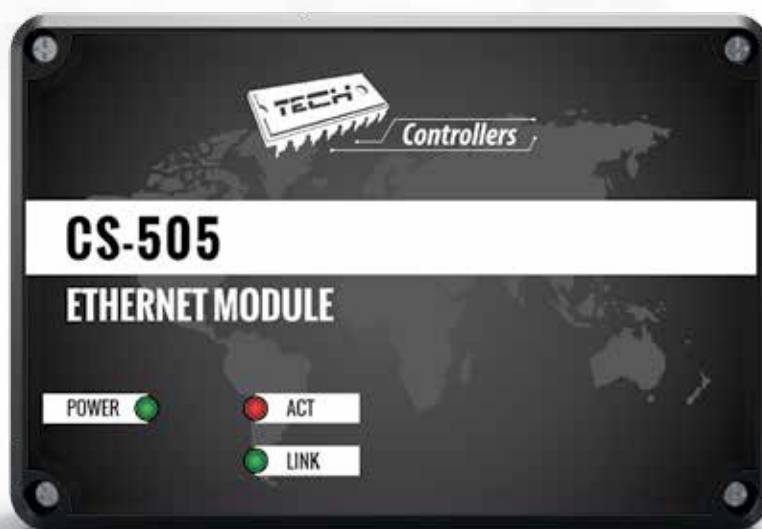 TECH
Controllers
CS-505
ETHERNET MODULE
POWER
ACT
LINK